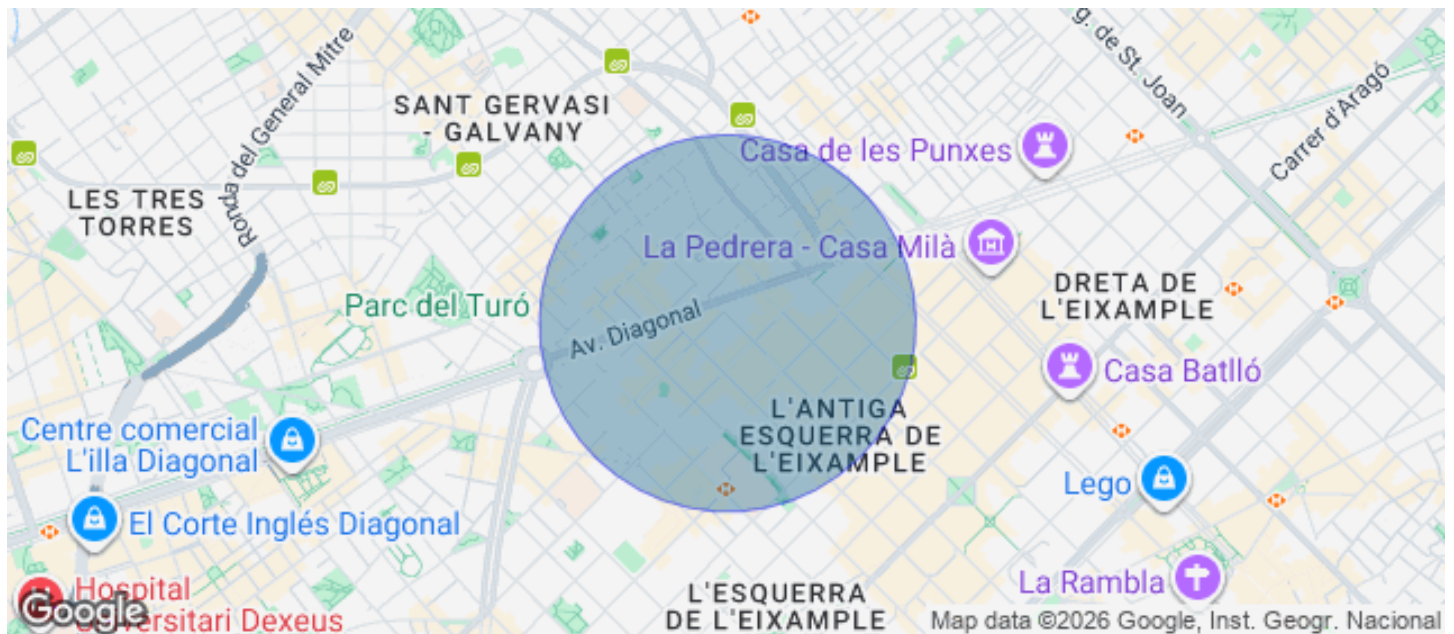 g. de St. Joan
Ronda del General Mitre
SANT GERVASI
- GALVANY
Carrer d'Aragó
Casa de les Punxes
LES TRES
TORRES
La Pedrera - Casa Milà
DRETA DE
L'EIXAMPLE
Parc del Turó
Av. Diagonal
Casa Batlló
L'ANTIGA
ESQUERRA DE
L'EIXAMPLE
Centre comercial
L'illa Diagonal
Lego
El Corte Inglés Diagonal
La Rambla
Hospital
Universitari Dexeus
L'ESQUERRA
DE L'EIXAMPLE
Google
Map data ©2026 Google, Inst. Geogr. Nacional